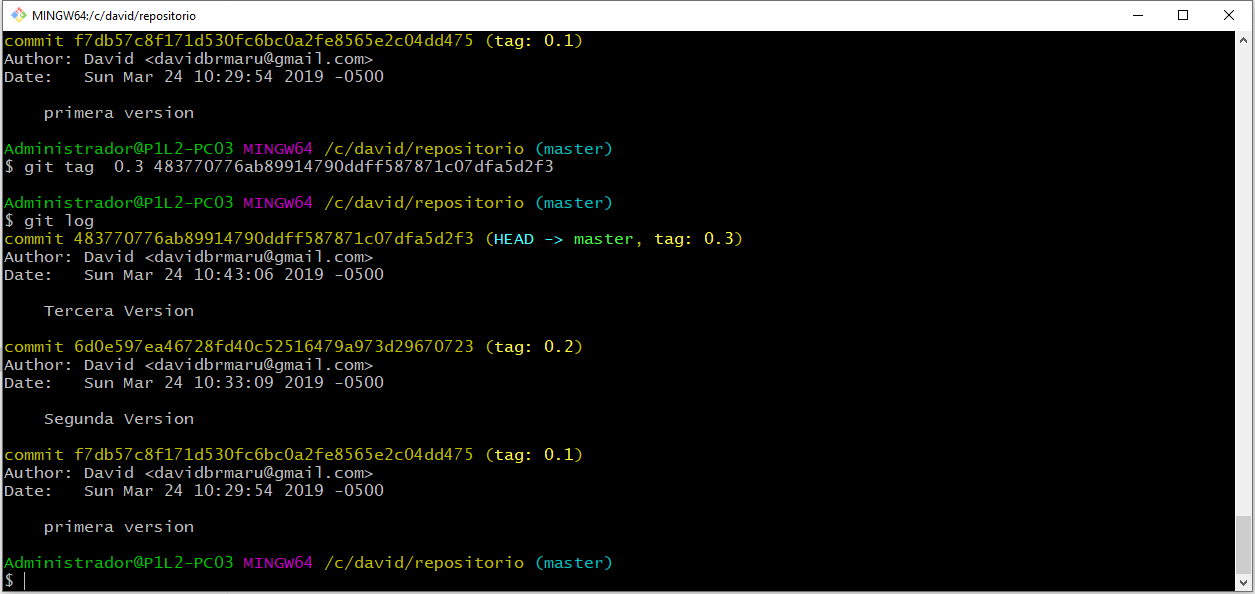 MINGW64:/c/david/repositorio
commit f7db57c8f171d530fc6bc0a2fe8565e2c04dd475 (tag: 0.1)
Author: David <davidbrmaru@gmail.com>
Date:   Sun Mar 24 10:29:54 2019 -0500
primera version
Administrador@P1L2-PC03 MINGW64 /c/david/repositorio (master)
$ git tag  0.3 483770776ab89914790ddff587871c07dfa5d2f3
Administrador@P1L2-PC03 MINGW64 /c/david/repositorio (master)
$ git log
commit 483770776ab89914790ddff587871c07dfa5d2f3 (HEAD -> master, tag: 0.3)
Author: David <davidbrmaru@gmail.com>
Date:   Sun Mar 24 10:43:06 2019 -0500
Tercera Version
commit 6d0e597ea46728fd40c52516479a973d29670723 (tag: 0.2)
Author: David <davidbrmaru@gmail.com>
Date:   Sun Mar 24 10:33:09 2019 -0500
Segunda Version
commit f7db57c8f171d530fc6bc0a2fe8565e2c04dd475 (tag: 0.1)
Author: David <davidbrmaru@gmail.com>
Date:   Sun Mar 24 10:29:54 2019 -0500
primera version
Administrador@P1L2-PC03 MINGW64 /c/david/repositorio (master)
$